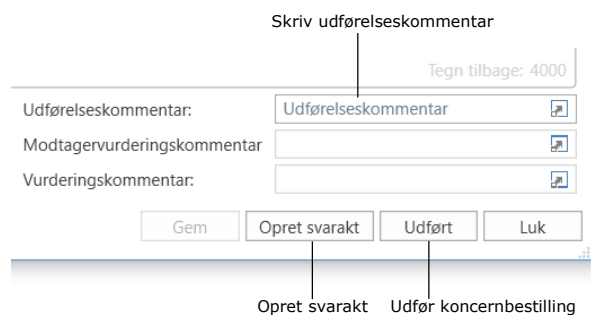 Skriv udførelseskommentar
Tegn tilbage: 4000
Udførelseskommentar: Udførelseskommentar
Modtagervurderingskommentar
Vurderingskommentar:
Gem Opret svarakt Udført Luk
Opret svarakt Udfør koncernbestilling